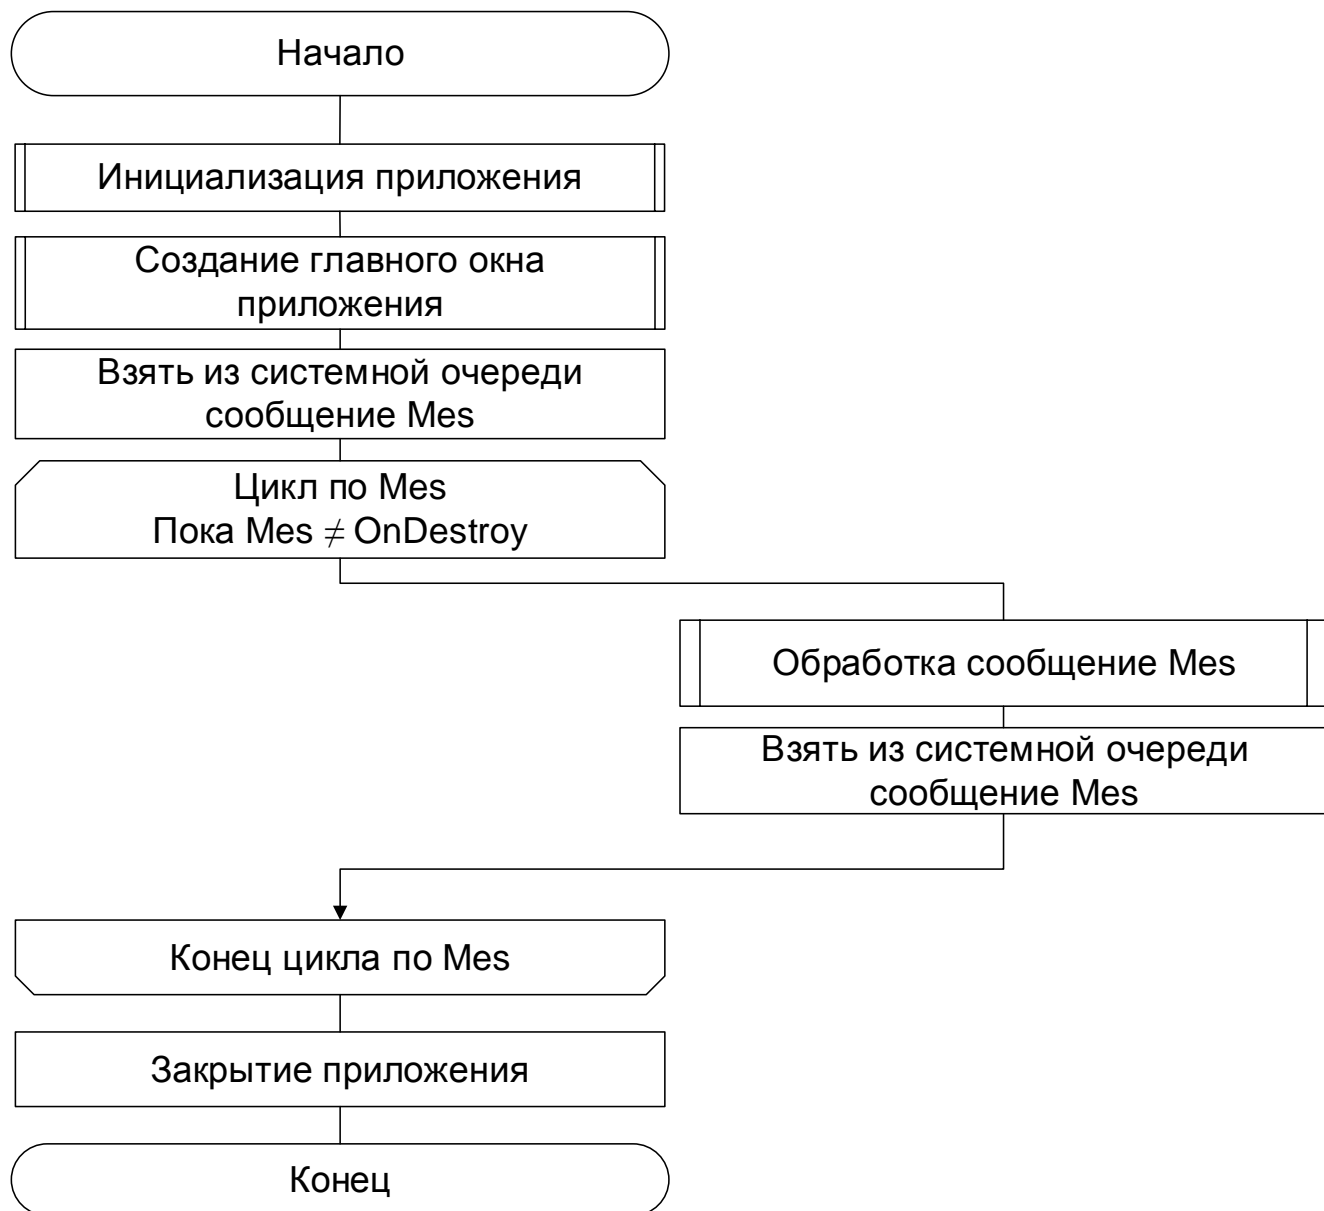 Начало
Инициализация приложения
Создание главного окна
приложения
Взять из системной очереди
сообщение Mes
Цикл по Mes
Пока Mes ≠ OnDestroy
Обработка сообщение Mes
Взять из системной очереди
сообщение Mes
Конец цикла по Mes
Закрытие приложения
Конец